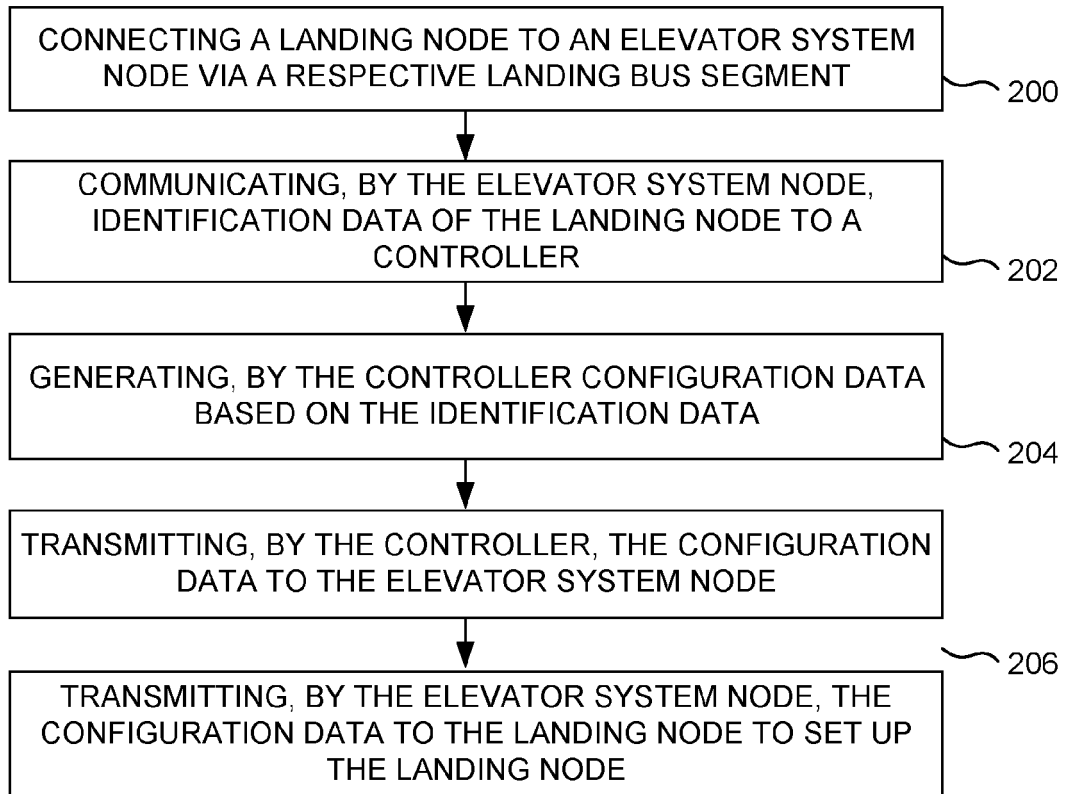 CONNECTING A LANDING NODE TO AN ELEVATOR SYSTEM
NODE VIA A RESPECTIVE LANDING BUS SEGMENT
200
COMMUNICATING, BY THE ELEVATOR SYSTEM NODE,
IDENTIFICATION DATA OF THE LANDING NODE TO A
CONTROLLER
202
GENERATING, BY THE CONTROLLER CONFIGURATION DATA
BASED ON THE IDENTIFICATION DATA
204
TRANSMITTING, BY THE CONTROLLER, THE CONFIGURATION
DATA TO THE ELEVATOR SYSTEM NODE
206
TRANSMITTING, BY THE ELEVATOR SYSTEM NODE, THE
CONFIGURATION DATA TO THE LANDING NODE TO SET UP
THE LANDING NODE